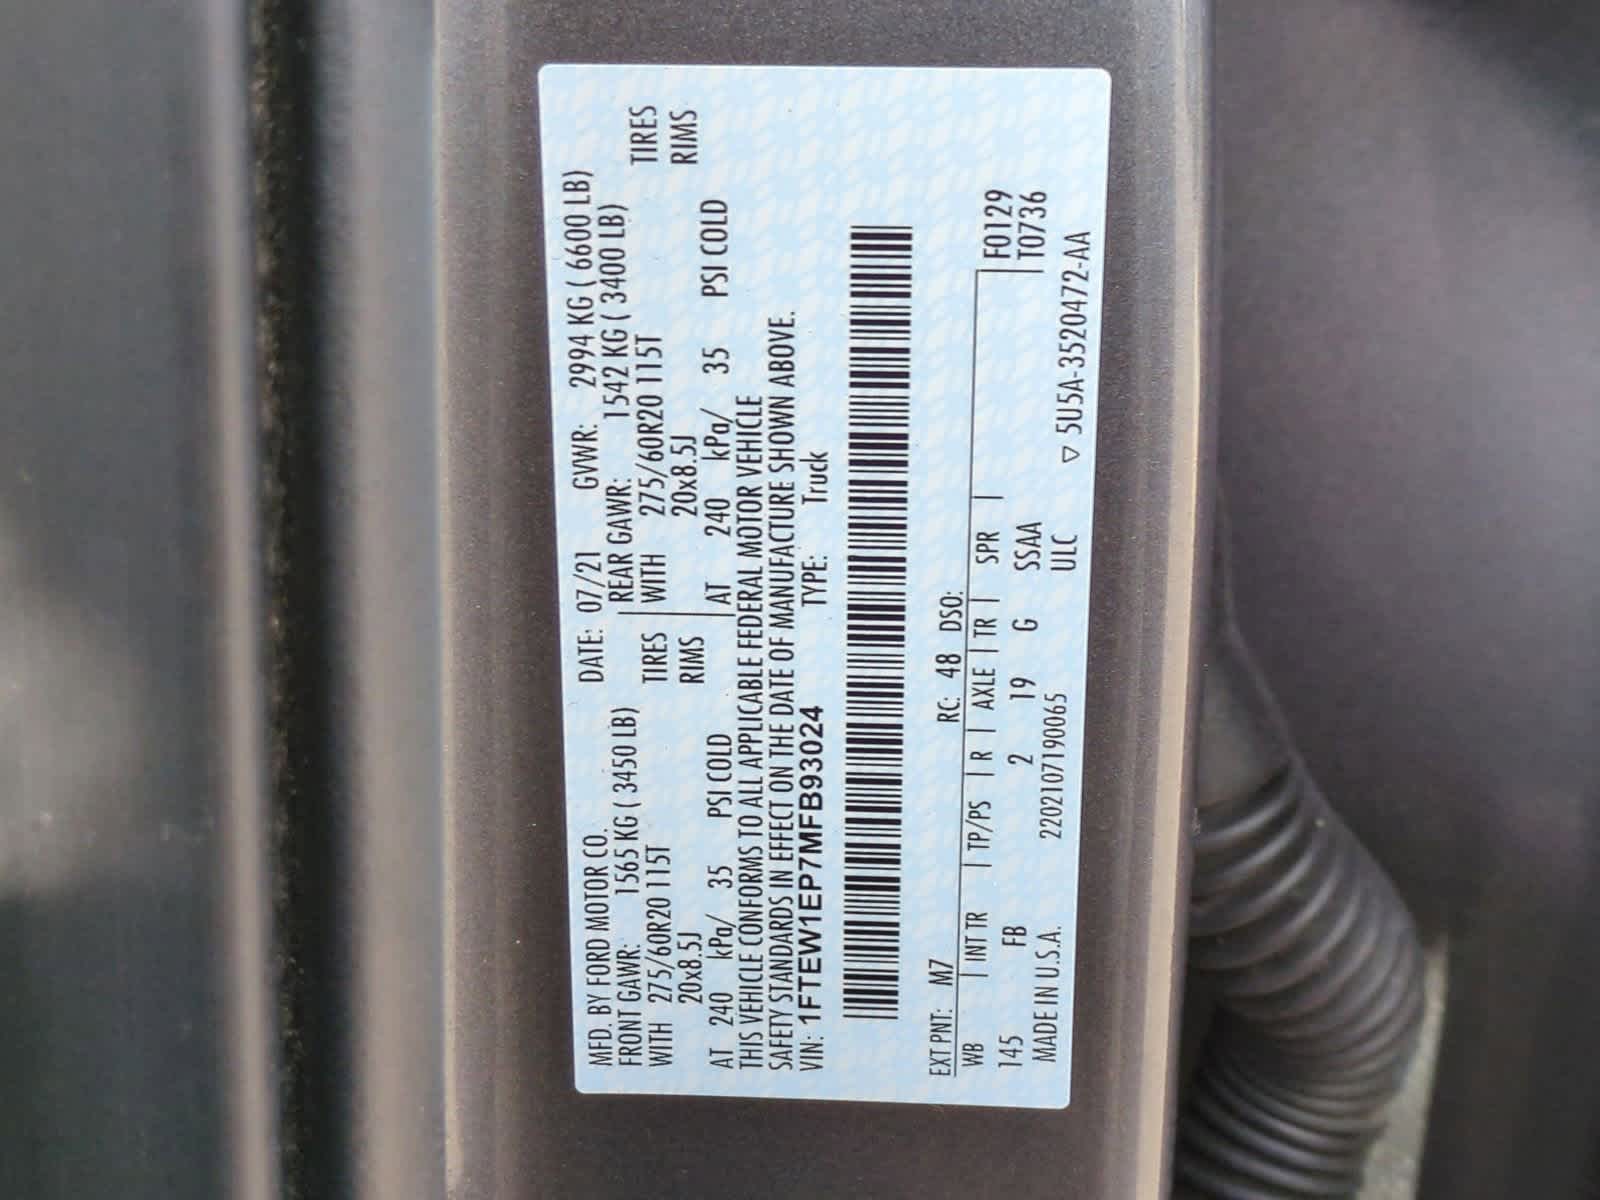 MFD. BY FORD MOTOR CO. DATE: 07/21 GVWR: 2994 KG ( 6600 LB)
FRONT GAWR: 1565 KG ( 3450 LB) REAR GAWR: 1542 KG ( 3400 LB)
WITH 275/60R20 115T TIRES WITH 275/60R20 115T TIRES
20x8.5J RIMS 20x8.5J RIMS
AT 240 kPa/ 35 PSI COLD AT 240 kPa/ 35 PSI COLD
THIS VEHICLE CONFORMS TO ALL APPLICABLE FEDERAL MOTOR VEHICLE
SAFETY STANDARDS IN EFFECT ON THE DATE OF MANUFACTURE SHOWN ABOVE.
VIN: 1FTEW1EP7MFB93024 TYPE: Truck
EXT PNT: M7 RC: 48 DSO:
WB INT TR TP/PS R AXLE TR SPR F0129
145 FB 2 19 2 G SSAA T0736
MADE IN U.S.A. 2202107190065 ULC ▽ 5U5A-3520472-AA